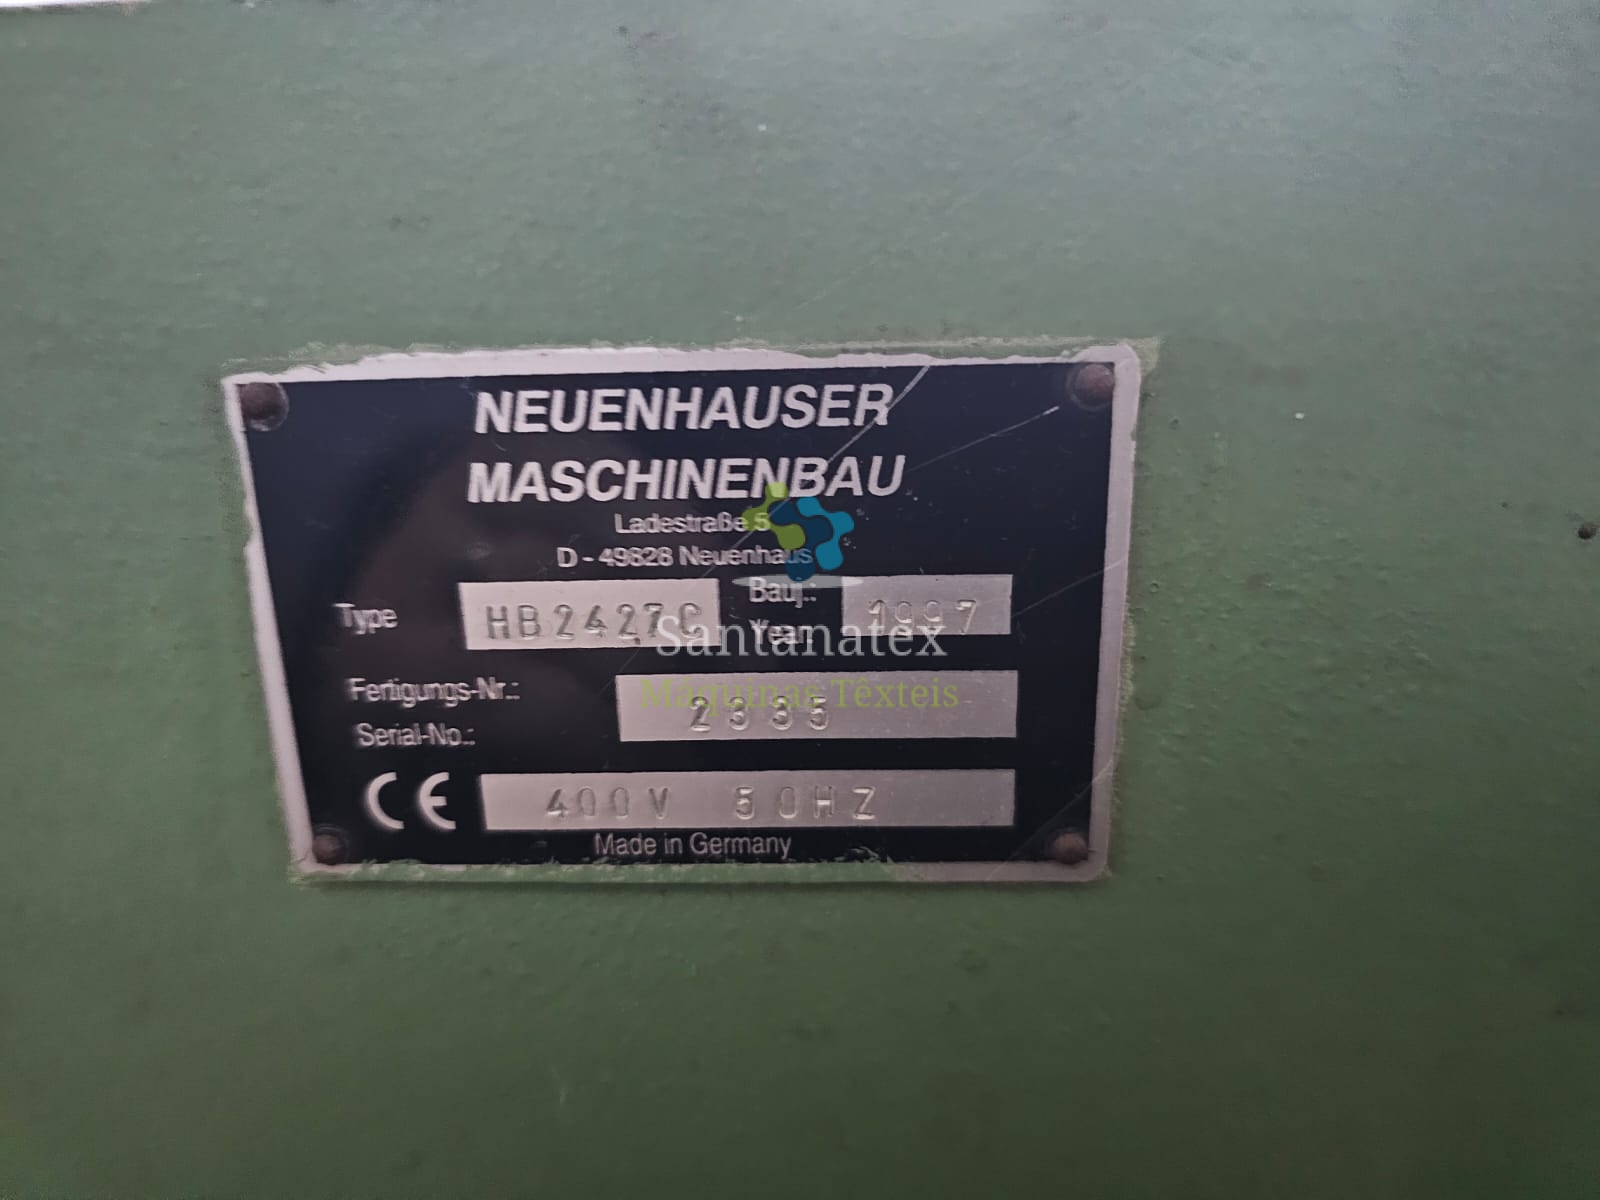 NEUENHAUSER
MASCHINENBAU
Ladestraße 5
D - 49828 Neuenhaus
Type HB2427C Bauj.: Year: 1997
Fertigungs-Nr.:
Serial-No.: 2335
CE 400V 50HZ
Made in Germany
Santanatex
Máquinas Têxteis